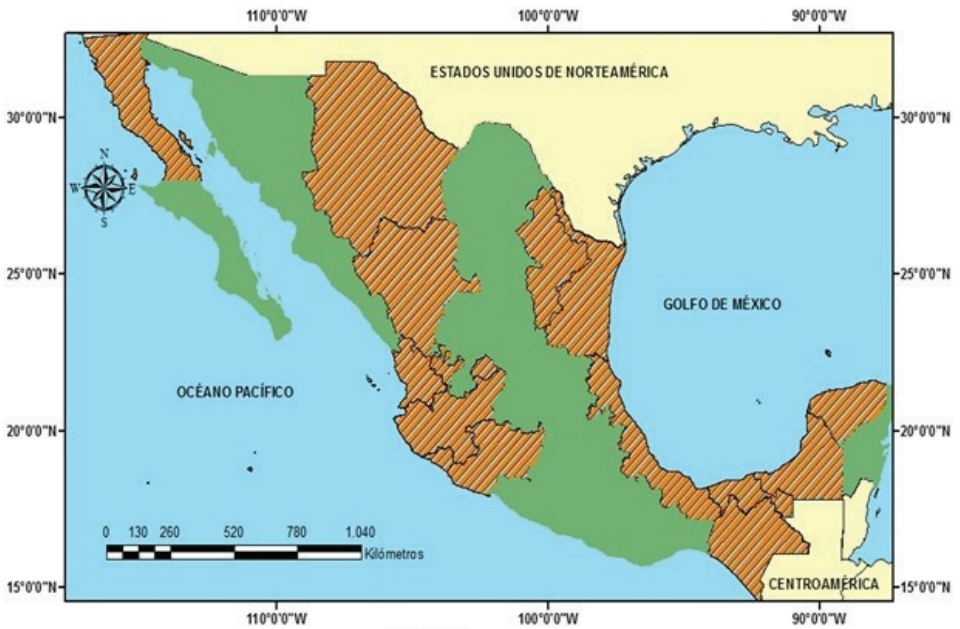 110°0'0"W 100°0'0"W 90°0'0"W
ESTADOS UNIDOS DE NORTEAMÉRICA
30°0'0"N 30°0'0"N
N
W E
S
25°0'0"N 25°0'0"N
GOLFO DE MÉXICO
OCÉANO PACÍFICO
20°0'0"N 20°0'0"N
0 130 260 520 780 1.040
Kilómetros
CENTROAMÉRICA
15°0'0"N 15°0'0"N
110°0'0"W 100°0'0"W 90°0'0"W